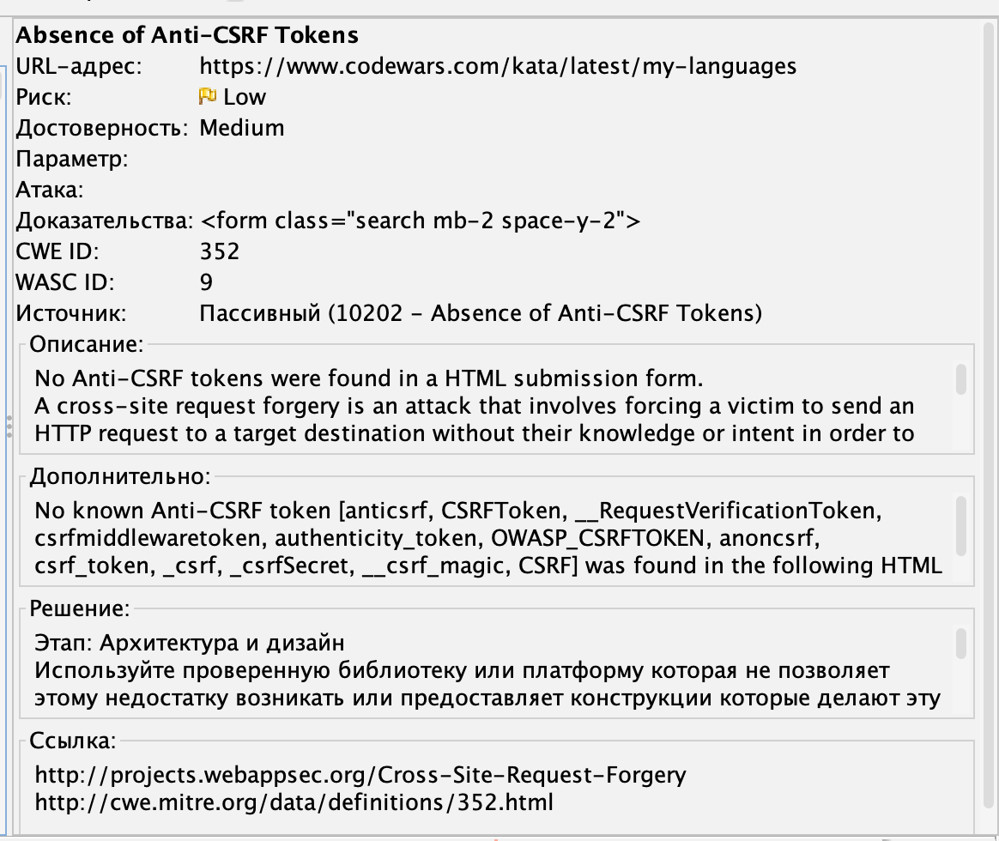 Absence of Anti-CSRF Tokens
URL-адрес: https://www.codewars.com/kata/latest/my-languages
Риск: Low
Достоверность: Medium
Параметр:
Атака:
Доказательства: <form class="search mb-2 space-y-2">
CWE ID: 352
WASC ID: 9
Источник: Пассивный (10202 - Absence of Anti-CSRF Tokens)
Описание:
No Anti-CSRF tokens were found in a HTML submission form.
A cross-site request forgery is an attack that involves forcing a victim to send an
HTTP request to a target destination without their knowledge or intent in order to
Дополнительно:
No known Anti-CSRF token [anticsrf, CSRFToken, __RequestVerificationToken,
csrfmiddlewaretoken, authenticity_token, OWASP_CSRFTOKEN, anoncsrf,
csrf_token, _csrf, _csrfSecret, __csrf_magic, CSRF] was found in the following HTML
Решение:
Этап: Архитектура и дизайн
Используйте проверенную библиотеку или платформу которая не позволяет
этому недостатку возникать или предоставляет конструкции которые делают эту
Ссылка:
http://projects.webappsec.org/Cross-Site-Request-Forgery
http://cwe.mitre.org/data/definitions/352.html